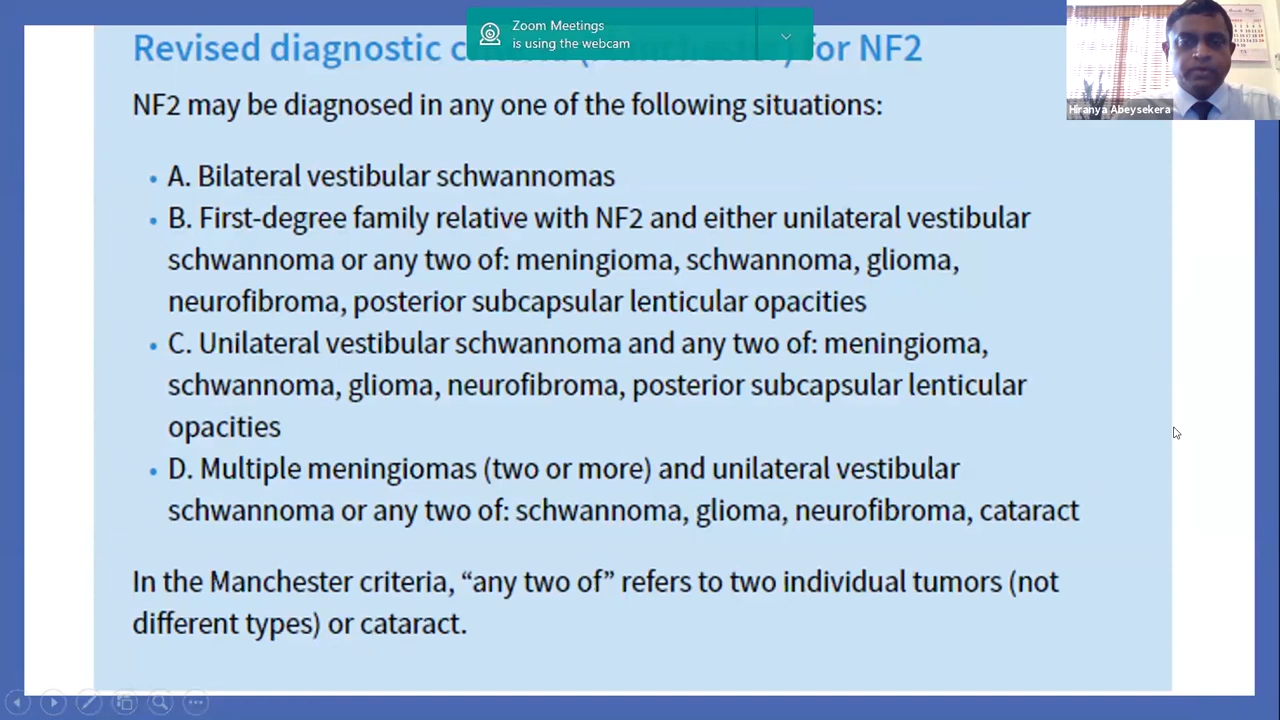 Zoom Meetings
is using the webcam
Revised diagnostic for NF2
Hiranya Abeysekera
NF2 may be diagnosed in any one of the following situations:
• A. Bilateral vestibular schwannomas
• B. First-degree family relative with NF2 and either unilateral vestibular
schwannoma or any two of: meningioma, schwannoma, glioma,
neurofibroma, posterior subcapsular lenticular opacities
• C. Unilateral vestibular schwannoma and any two of: meningioma,
schwannoma, glioma, neurofibroma, posterior subcapsular lenticular
opacities
• D. Multiple meningiomas (two or more) and unilateral vestibular
schwannoma or any two of: schwannoma, glioma, neurofibroma, cataract
In the Manchester criteria, “any two of” refers to two individual tumors (not
different types) or cataract.